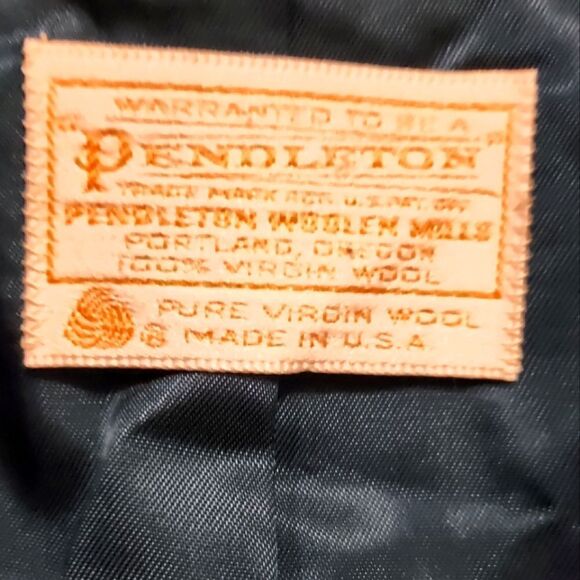 WARRANTED TO BE A
"PENDLETON"
TRADE MARK REG. U.S. PAT. OFF.
PENDLETON WOOLEN MILLS
PORTLAND, OREGON
100% VIRGIN WOOL
PURE VIRGIN WOOL
® MADE IN U.S.A.